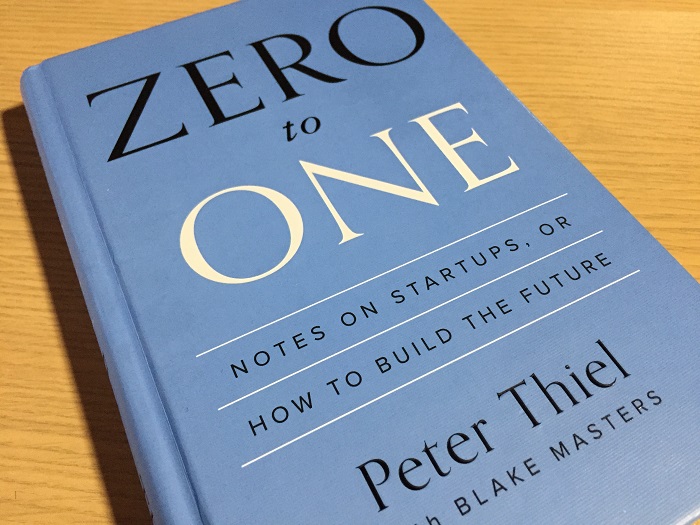 ZERO
to
ONE
NOTES ON STARTUPS, OR
HOW TO BUILD THE FUTURE
Peter Thiel
BLAKE MASTERS